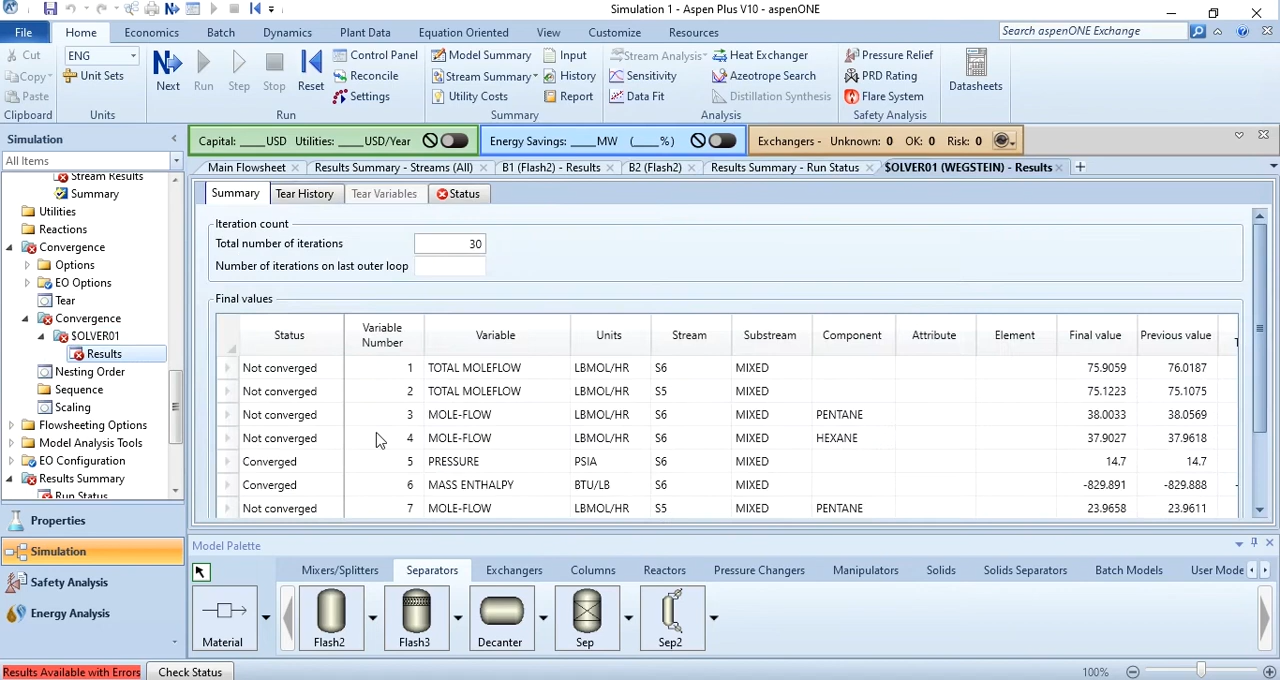 Simulation 1 - Aspen Plus V10 - aspenONE
File Home Economics Batch Dynamics Plant Data Equation Oriented View Customize Resources Search aspenONE Exchange
Cut ENG Control Panel Model Summary Input Stream Analysis Heat Exchanger Pressure Relief
Copy Unit Sets Next Run Step Stop Reset Reconcile Stream Summary History Sensitivity Azeotrope Search PRD Rating Datasheets
Paste Settings Utility Costs Report Data Fit Distillation Synthesis Flare System
Clipboard Units Run Summary Analysis Safety Analysis
Simulation Capital: ____USD Utilities: ____USD/Year Energy Savings: ____MW (____%) Exchangers - Unknown: 0 OK: 0 Risk: 0
All Items Main Flowsheet Results Summary - Streams (All) B1 (Flash2) - Results B2 (Flash2) Results Summary - Run Status $OLVER01 (WEGSTEIN) - Results
Stream Results
Summary
Utilities
Reactions
Convergence
Options
EO Options
Tear
Convergence
$OLVER01
Results
Nesting Order
Sequence
Scaling
Flowsheeting Options
Model Analysis Tools
EO Configuration
Results Summary
Run Status
Properties
Simulation
Safety Analysis
Energy Analysis
Summary Tear History Tear Variables Status
Iteration count
Total number of iterations 30
Number of iterations on last outer loop
Final values
Status Variable Number Variable Units Stream Substream Component Attribute Element Final value Previous value
Not converged 1 TOTAL MOLEFLOW LBMOL/HR S6 MIXED 75.9059 76.0187
Not converged 2 TOTAL MOLEFLOW LBMOL/HR S5 MIXED 75.1223 75.1075
Not converged 3 MOLE-FLOW LBMOL/HR S6 MIXED PENTANE 38.0033 38.0569
Not converged 4 MOLE-FLOW LBMOL/HR S6 MIXED HEXANE 37.9027 37.9618
Converged 5 PRESSURE PSIA S6 MIXED 14.7 14.7
Converged 6 MASS ENTHALPY BTU/LB S6 MIXED -829.891 -829.888
Not converged 7 MOLE-FLOW LBMOL/HR S5 MIXED PENTANE 23.9658 23.9611
Model Palette
Mixers/Splitters Separators Exchangers Columns Reactors Pressure Changers Manipulators Solids Solids Separators Batch Models User Mode
Material Flash2 Flash3 Decanter Sep Sep2
Results Available with Errors Check Status 100%